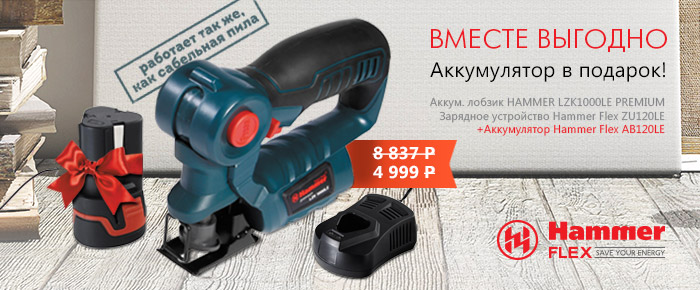 работает так же,
как сабельная пила
ВМЕСТЕ ВЫГОДНО
Аккумулятор в подарок!
Аккум. лобзик HAMMER LZK1000LE PREMIUM
Зарядное устройство Hammer Flex ZU120LE
+Аккумулятор Hammer Flex AB120LE
8 837 Р
4 999 Р
Hammer
Hammer
FLEX SAVE YOUR ENERGY